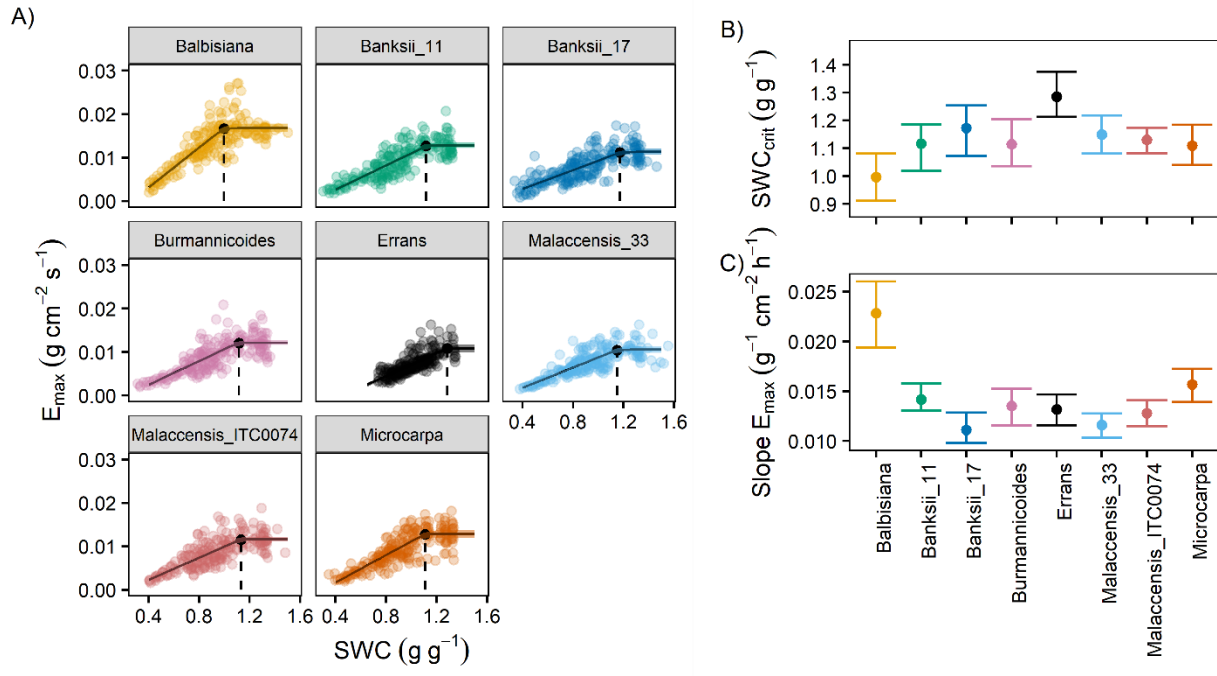 A)
Balbisiana
Banksii_11
Banksii_17
0.03
0.02
0.01
0.00
Burmannicoides
Errans
Malaccensis_33
0.03
0.02
0.01
0.00
0.4 0.8 1.2 1.6
Malaccensis_ITC0074
Microcarpa
0.03
0.02
0.01
0.00
0.4 0.8 1.2 1.6
0.4 0.8 1.2 1.6
E_max (g cm⁻² s⁻¹)
SWC (g g⁻¹)
B)
1.4
1.3
1.2
1.1
1.0
0.9
SWC_crit (g g⁻¹)
C)
0.025
0.020
0.015
0.010
Slope E_max (g⁻¹ cm⁻² h⁻¹)
Balbisiana
Banksii_11
Banksii_17
Burmannicoides
Errans
Malaccensis_33
Malaccensis_ITC0074
Microcarpa